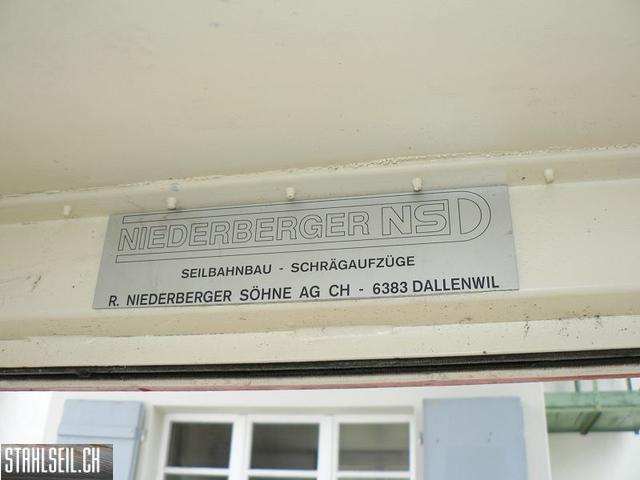 NIEDERBERGER NSD
SEILBAHNBAU - SCHRÄGAUFZÜGE
R. NIEDERBERGER SÖHNE AG CH - 6383 DALLENWIL
STAHLSEIL.CH